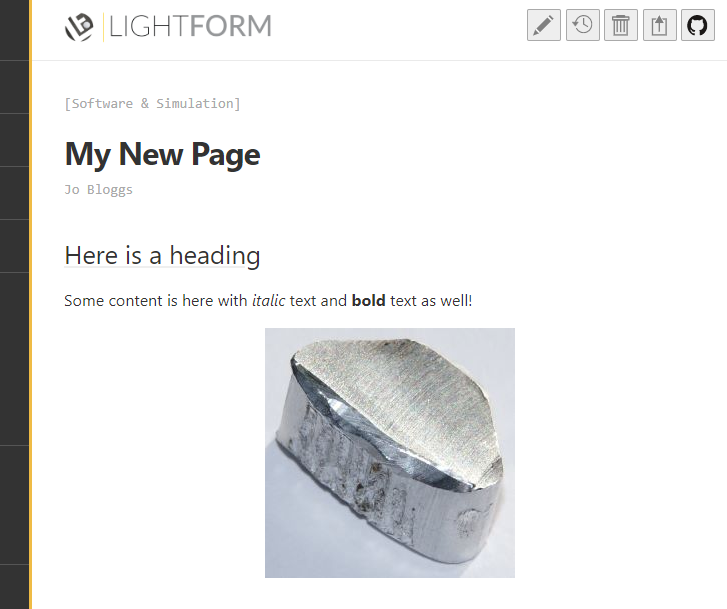 LIGHTFORM
[Software & Simulation]
My New Page
Jo Bloggs
Here is a heading
Some content is here with italic text and bold text as well!